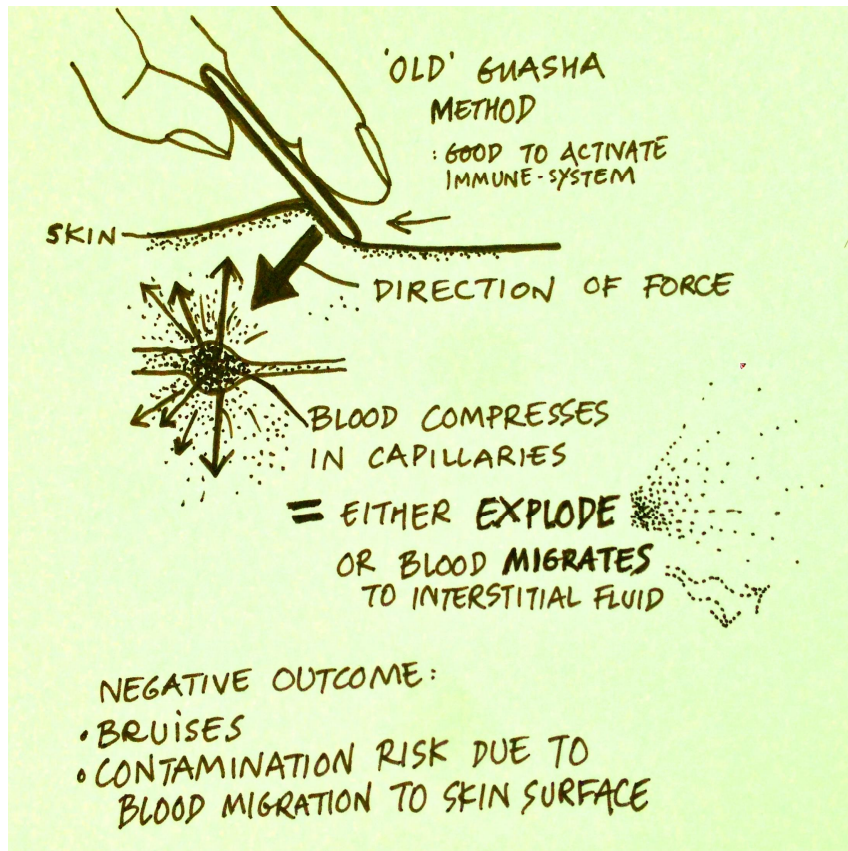 'OLD' GUASHA
METHOD
: GOOD TO ACTIVATE
IMMUNE-SYSTEM
SKIN
DIRECTION OF FORCE
BLOOD COMPRESSES
IN CAPILLARIES
= EITHER EXPLODE
OR BLOOD MIGRATES
TO INTERSTITIAL FLUID
NEGATIVE OUTCOME:
• BRUISES
• CONTAMINATION RISK DUE TO
BLOOD MIGRATION TO SKIN SURFACE